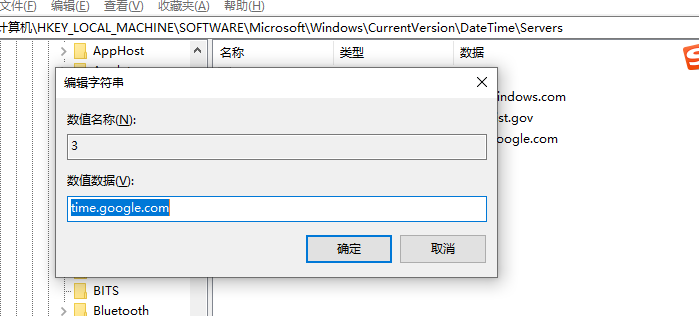 文件(F) 编辑(E) 查看(V) 收藏夹(A) 帮助(H)
计算机\HKEY_LOCAL_MACHINE\SOFTWARE\Microsoft\Windows\CurrentVersion\DateTime\Servers
AppHost
名称 类型 数据
编辑字符串
数值名称(N):
3
数值数据(V):
time.google.com
确定 取消
indows.com
st.gov
oogle.com
BITS
Bluetooth